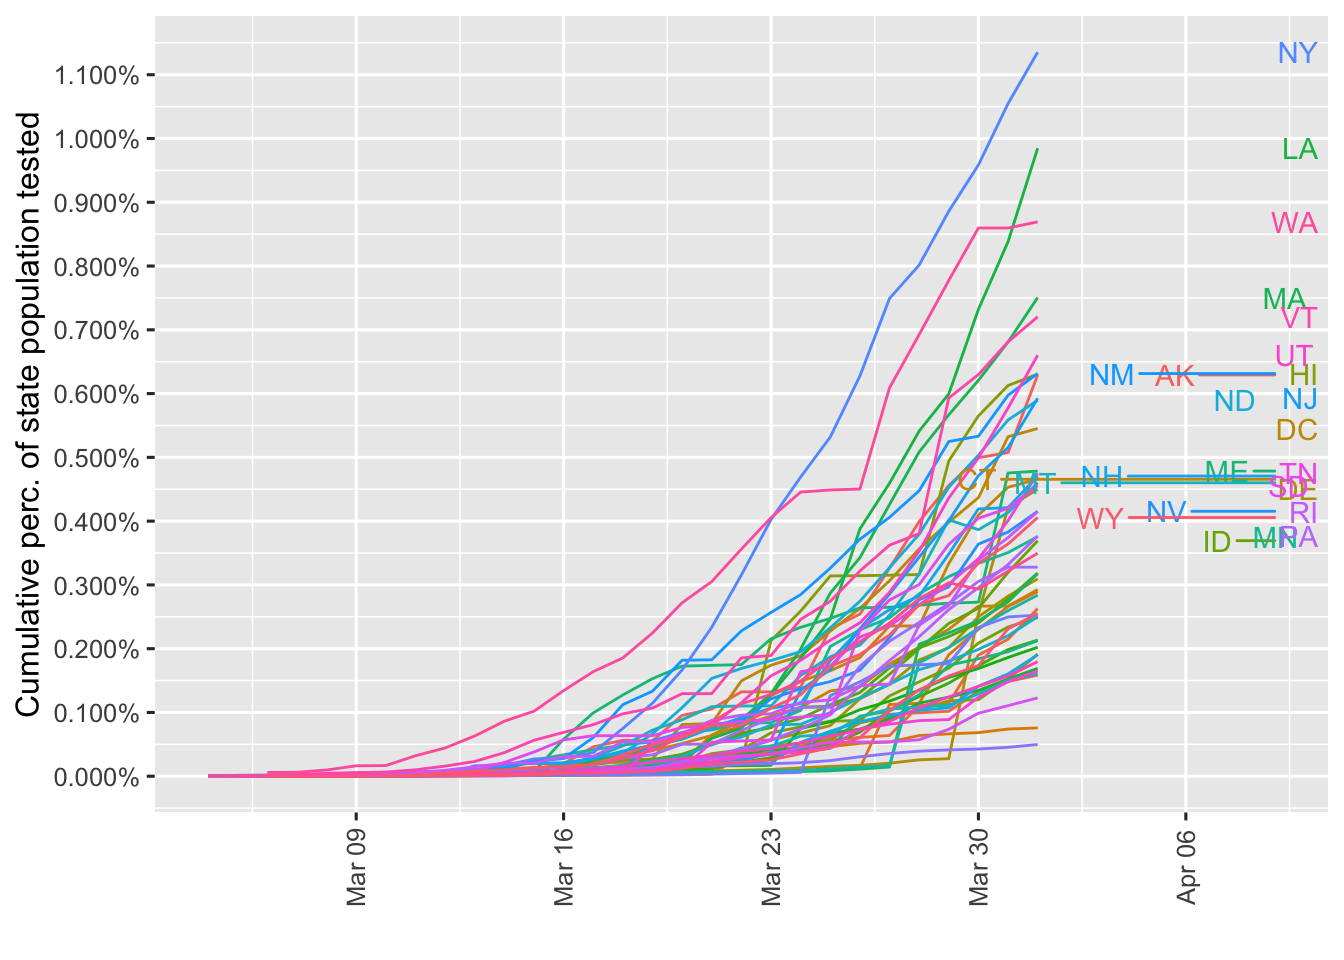 Cumulative perc. of state population tested
1.100%
1.000%
0.900%
0.800%
0.700%
0.600%
0.500%
0.400%
0.300%
0.200%
0.100%
0.000%
NY
LA
WA
MA
VT
UT
NM
AK
HI
ND
NJ
DC
ME
TN
CT
NH
SD
DE
WY
NV
RI
ID
MN
PA
Mar 09
Mar 16
Mar 23
Mar 30
Apr 06